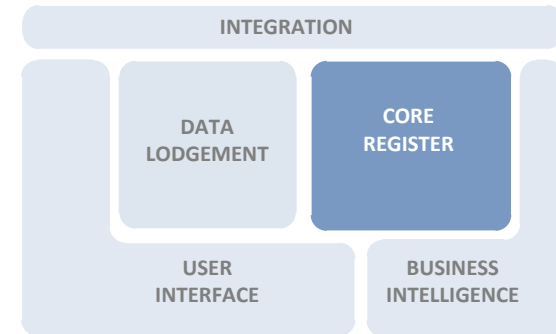 INTEGRATION
DATA
LODGEMENT
CORE
REGISTER
USER
INTERFACE
BUSINESS
INTELLIGENCE